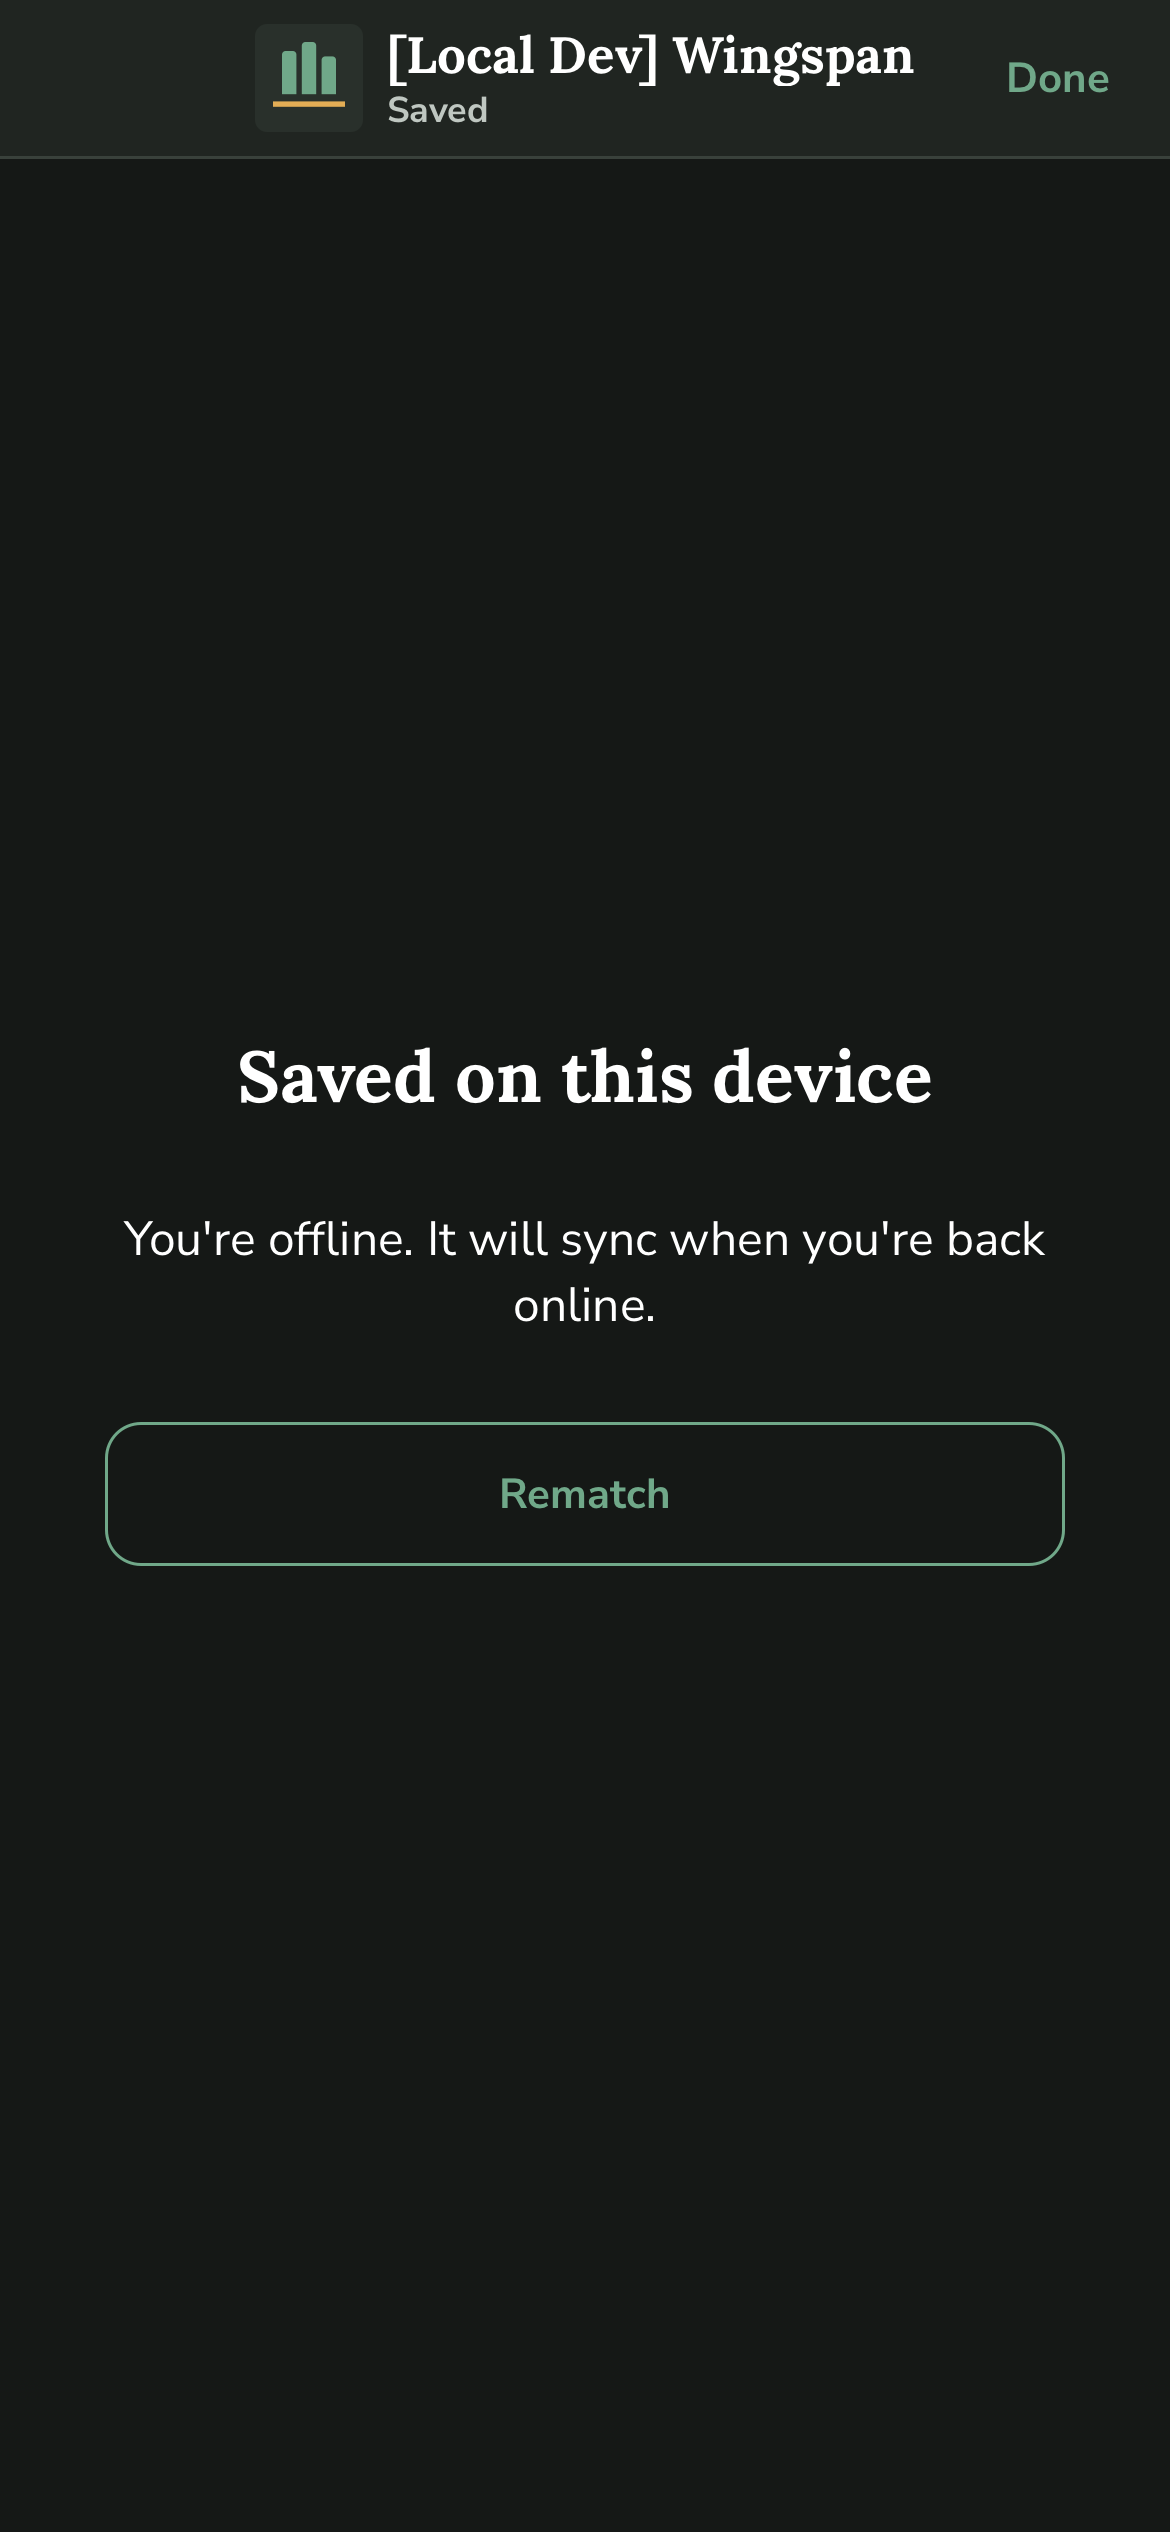 [Local Dev] Wingspan
Saved
Done
Saved on this device
You're offline. It will sync when you're back
online.
Rematch